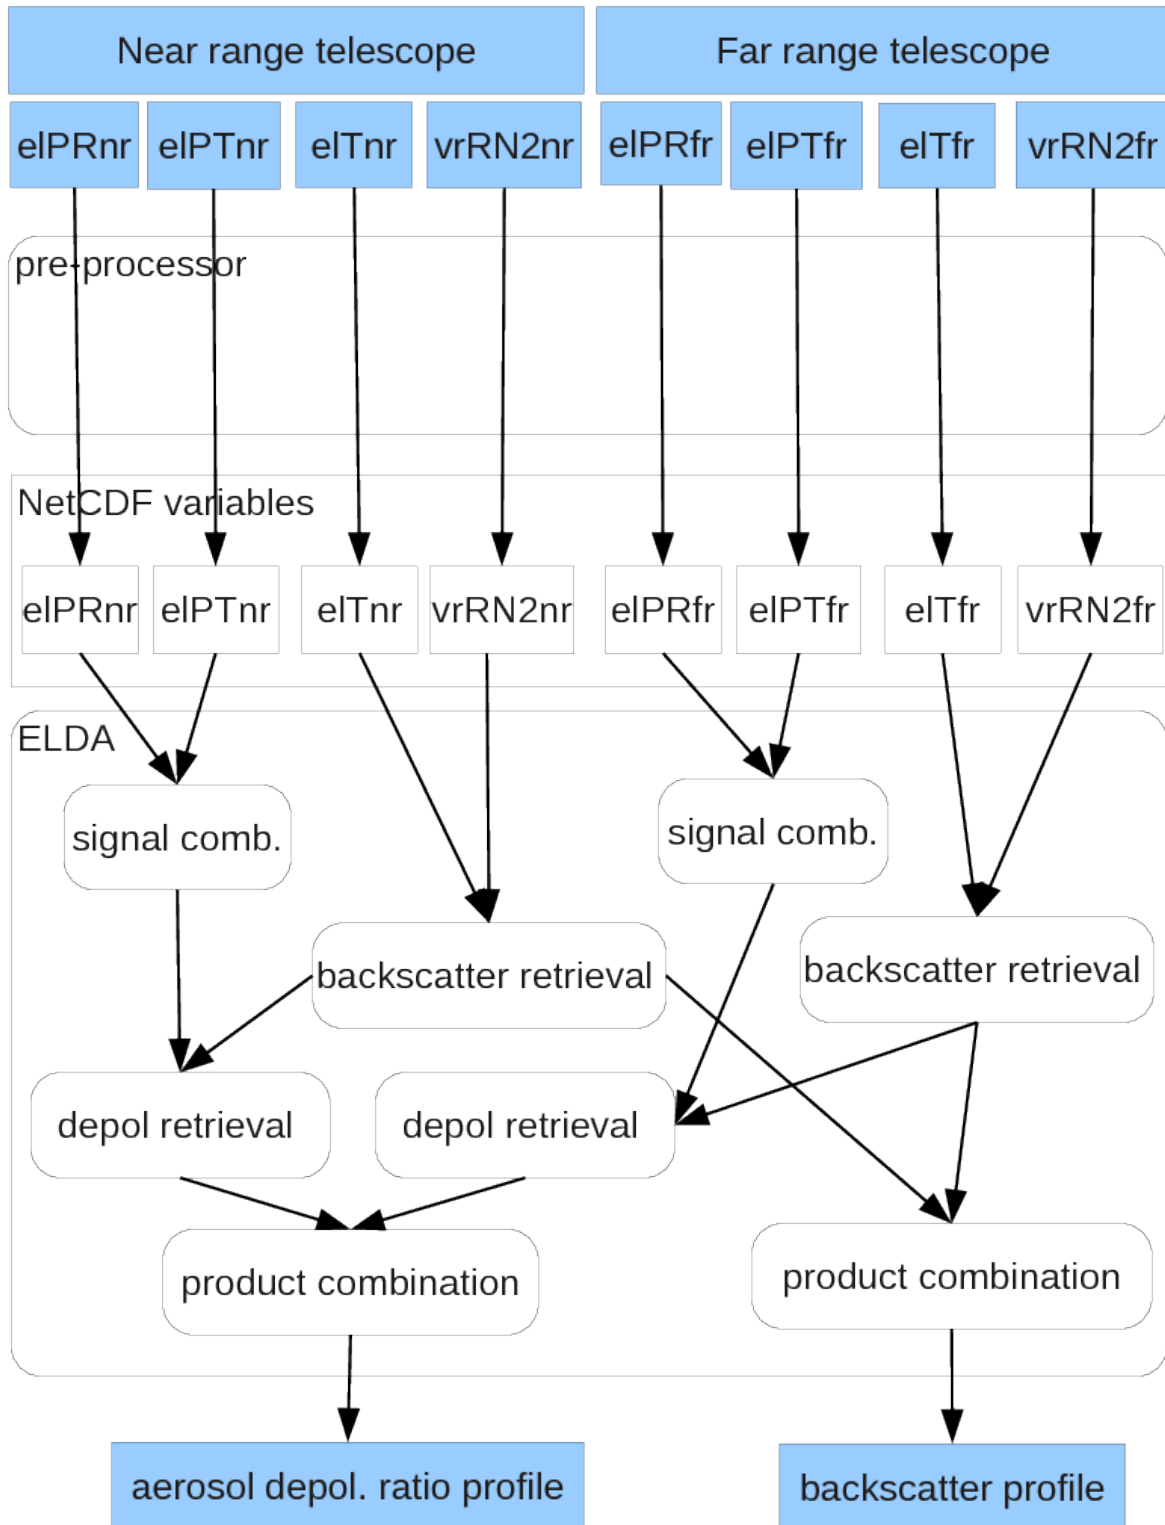 Near range telescope
Far range telescope
elPRnr
elPTnr
elTnr
vrRN2nr
elPRfr
elPTfr
elTfr
vrRN2fr
pre-processor
NetCDF variables
elPRnr
elPTnr
elTnr
vrRN2nr
elPRfr
elPTfr
elTfr
vrRN2fr
ELDA
signal comb.
signal comb.
backscatter retrieval
backscatter retrieval
depol retrieval
depol retrieval
product combination
product combination
aerosol depol. ratio profile
backscatter profile